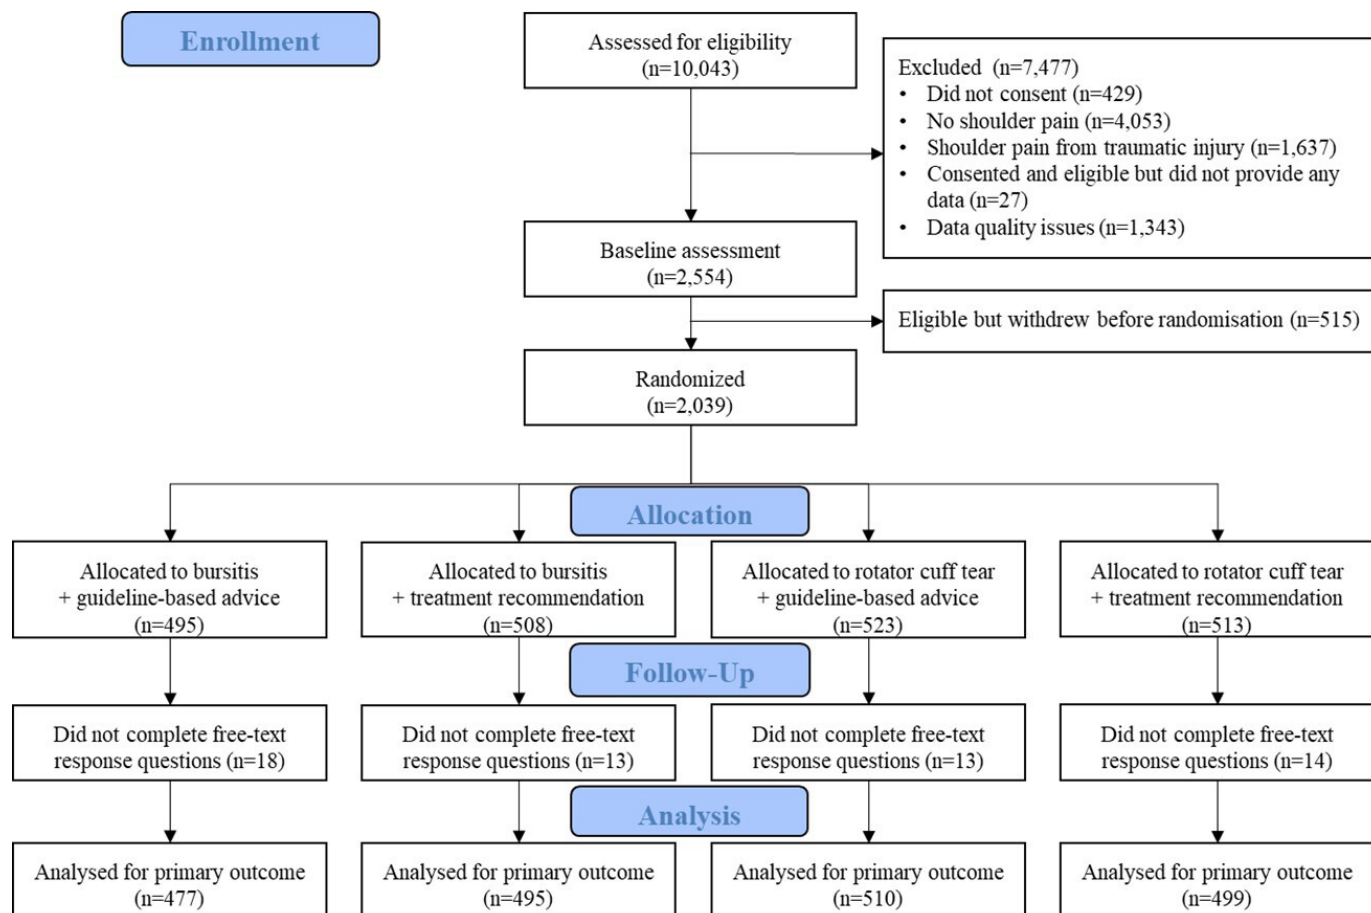 Enrollment
Assessed for eligibility
(n=10,043)
Excluded (n=7,477)
• Did not consent (n=429)
• No shoulder pain (n=4,053)
• Shoulder pain from traumatic injury (n=1,637)
• Consented and eligible but did not provide any
data (n=27)
• Data quality issues (n=1,343)
Baseline assessment
(n=2,554)
Eligible but withdrew before randomisation (n=515)
Randomized
(n=2,039)
Allocation
Allocated to bursitis
+ guideline-based advice
(n=495)
Allocated to bursitis
+ treatment recommendation
(n=508)
Allocated to rotator cuff tear
+ guideline-based advice
(n=523)
Allocated to rotator cuff tear
+ treatment recommendation
(n=513)
Follow-Up
Did not complete free-text
response questions (n=18)
Did not complete free-text
response questions (n=13)
Did not complete free-text
response questions (n=13)
Did not complete free-text
response questions (n=14)
Analysis
Analysed for primary outcome
(n=477)
Analysed for primary outcome
(n=495)
Analysed for primary outcome
(n=510)
Analysed for primary outcome
(n=499)